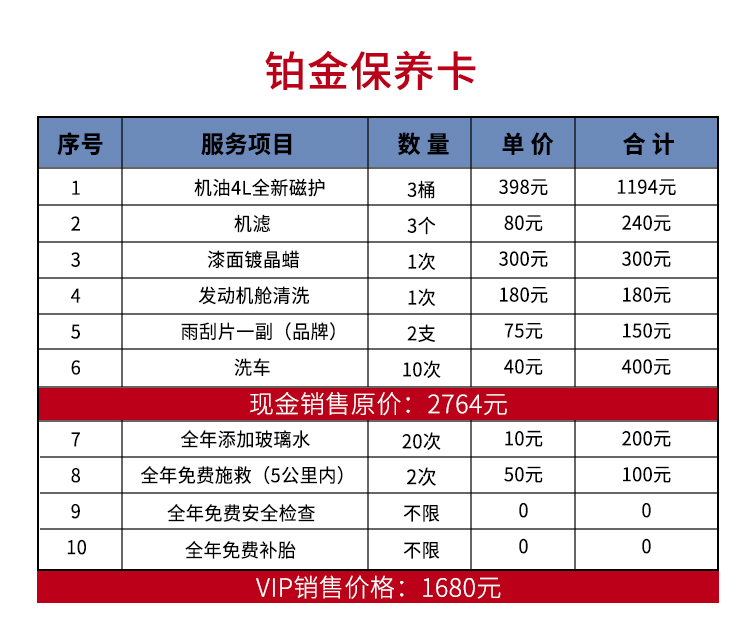 铂金保养卡
序号 服务项目 数 量 单 价 合 计
1 机油4L全新磁护 3桶 398元 1194元
2 机滤 3个 80元 240元
3 漆面镀晶蜡 1次 300元 300元
4 发动机舱清洗 1次 180元 180元
5 雨刮片一副（品牌） 2支 75元 150元
6 洗车 10次 40元 400元
现金销售原价：2764元
7 全年添加玻璃水 20次 10元 200元
8 全年免费施救（5公里内） 2次 50元 100元
9 全年免费安全检查 不限 0 0
10 全年免费补胎 不限 0 0
VIP销售价格：1680元